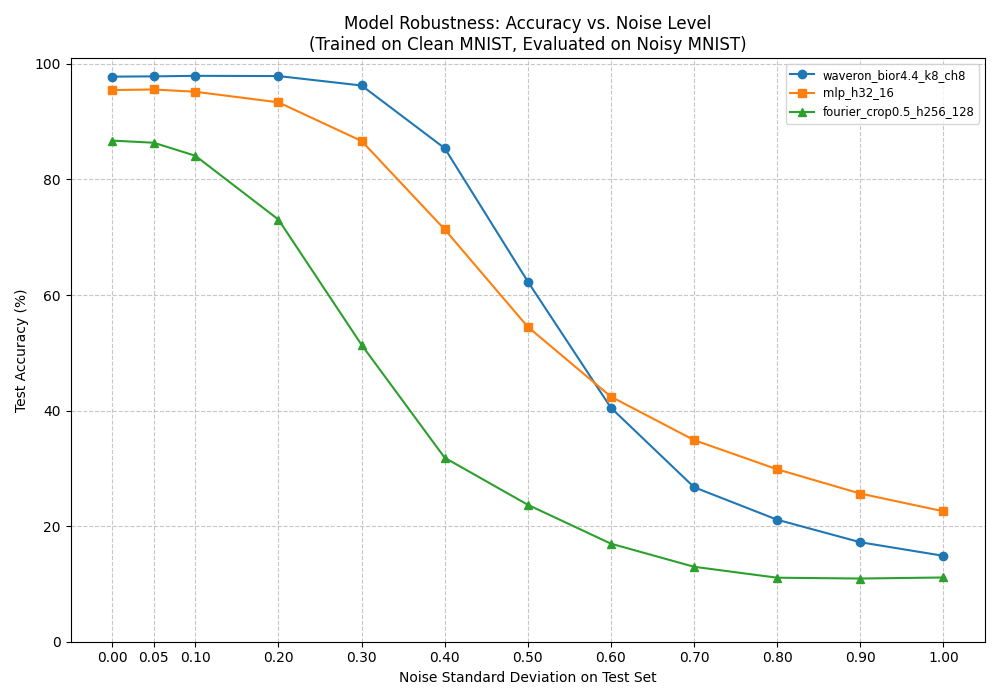 Model Robustness: Accuracy vs. Noise Level
(Trained on Clean MNIST, Evaluated on Noisy MNIST)
100
80
60
40
20
0
Test Accuracy (%)
waveron_bior4.4_k8_ch8
mlp_h32_16
fourier_crop0.5_h256_128
0.00 0.05 0.10 0.20 0.30 0.40 0.50 0.60 0.70 0.80 0.90 1.00
Noise Standard Deviation on Test Set